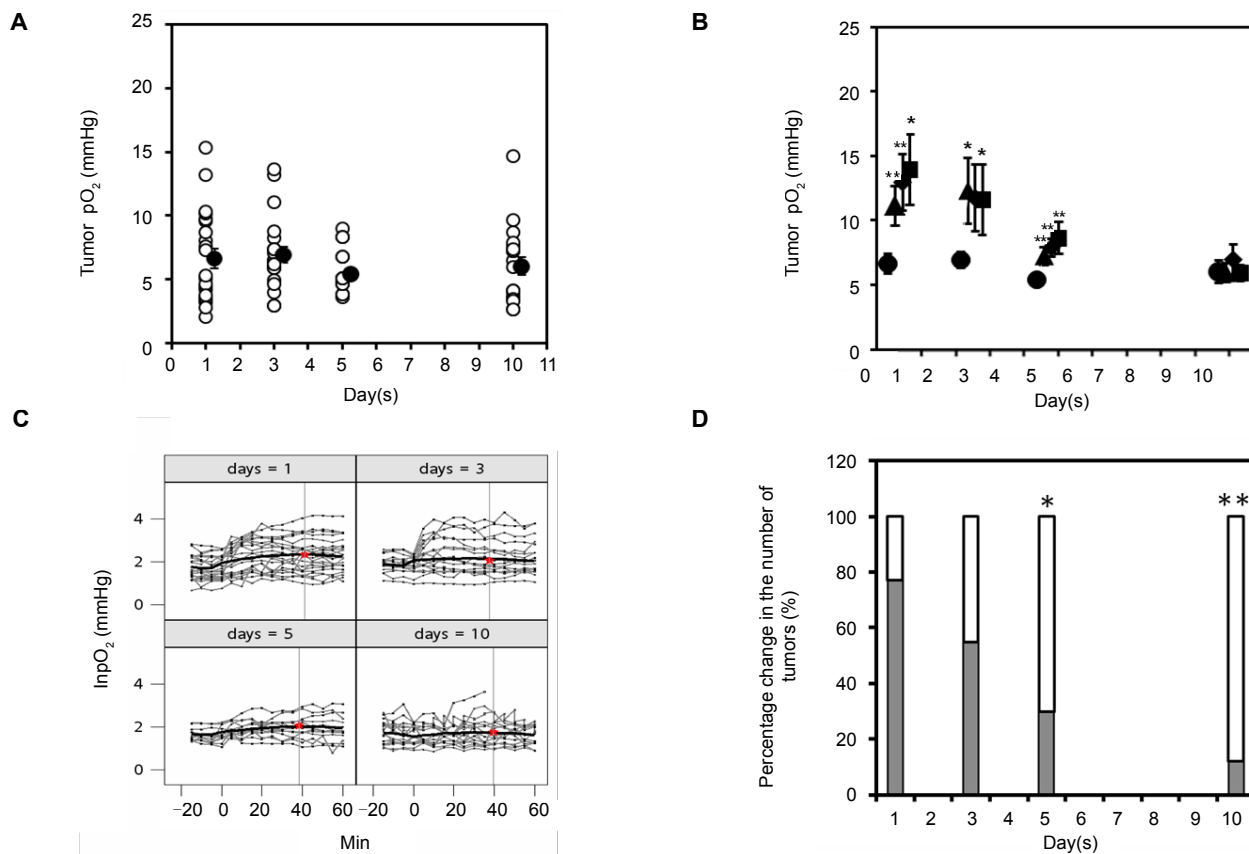 A
25
20
15
10
5
0
Tumor pO₂ (mmHg)
0 1 2 3 4 5 6 7 8 9 10 11
Day(s)
B
25
20
15
10
5
0
Tumor pO₂ (mmHg)
** ** * * * ** ** **
0 1 2 3 4 5 6 7 8 9 10
Day(s)
C
days = 1 days = 3
4
2
0
days = 5 days = 10
4
2
0
lnpO₂ (mmHg)
−20 0 20 40 60 −20 0 20 40 60
Min
D
120
100
80
60
40
20
0
Percentage change in the number of
tumors (%)
* **
1 2 3 4 5 6 7 8 9 10
Day(s)